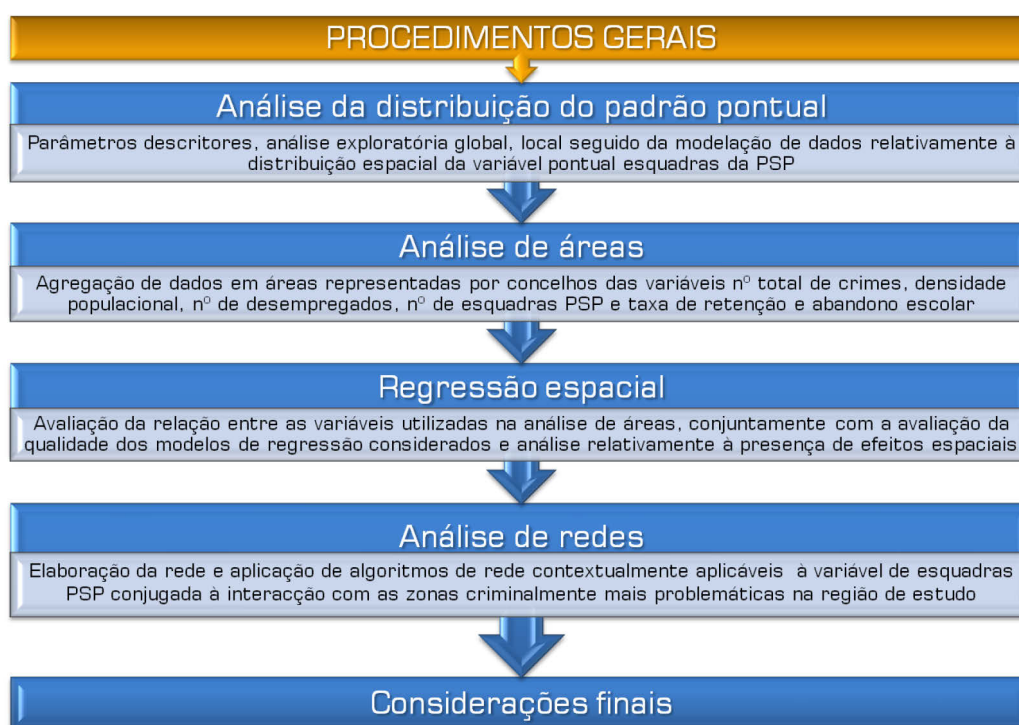 PROCEDIMENTOS GERAIS
Análise da distribuição do padrão pontual
Parâmetros descritores, análise exploratória global, local seguido da modelação de dados relativamente à
distribuição espacial da variável pontual esquadras da PSP
Análise de áreas
Agregação de dados em áreas representadas por concelhos das variáveis nº total de crimes, densidade
populacional, nº de desempregados, nº de esquadras PSP e taxa de retenção e abandono escolar
Regressão espacial
Avaliação da relação entre as variáveis utilizadas na análise de áreas, conjuntamente com a avaliação da
qualidade dos modelos de regressão considerados e análise relativamente à presença de efeitos espaciais
Análise de redes
Elaboração da rede e aplicação de algoritmos de rede contextualmente aplicáveis à variável de esquadras
PSP conjugada à interacção com as zonas criminalmente mais problemáticas na região de estudo
Considerações finais